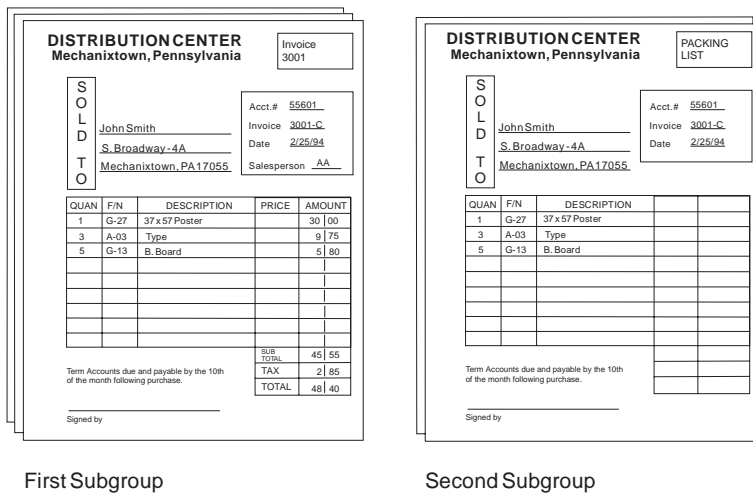 DISTRIBUTION CENTER
Mechanixtown, Pennsylvania
Invoice
3001
SOLD TO
John Smith
S. Broadway - 4A
Mechanixtown, PA 17055
Acct.# 55601
Invoice 3001-C
Date 2/25/94
Salesperson AA
QUAN F/N DESCRIPTION PRICE AMOUNT
1 G-27 37 x 57 Poster 30 00
3 A-03 Type 9 75
5 G-13 B. Board 5 80
SUB TOTAL 45 55
TAX 2 85
TOTAL 48 40
Term Accounts due and payable by the 10th
of the month following purchase.
Signed by
First Subgroup
DISTRIBUTION CENTER
Mechanixtown, Pennsylvania
PACKING
LIST
SOLD TO
John Smith
S. Broadway - 4A
Mechanixtown, PA 17055
Acct.# 55601
Invoice 3001-C
Date 2/25/94
QUAN F/N DESCRIPTION
1 G-27 37 x 57 Poster
3 A-03 Type
5 G-13 B. Board
Term Accounts due and payable by the 10th
of the month following purchase.
Signed by
Second Subgroup